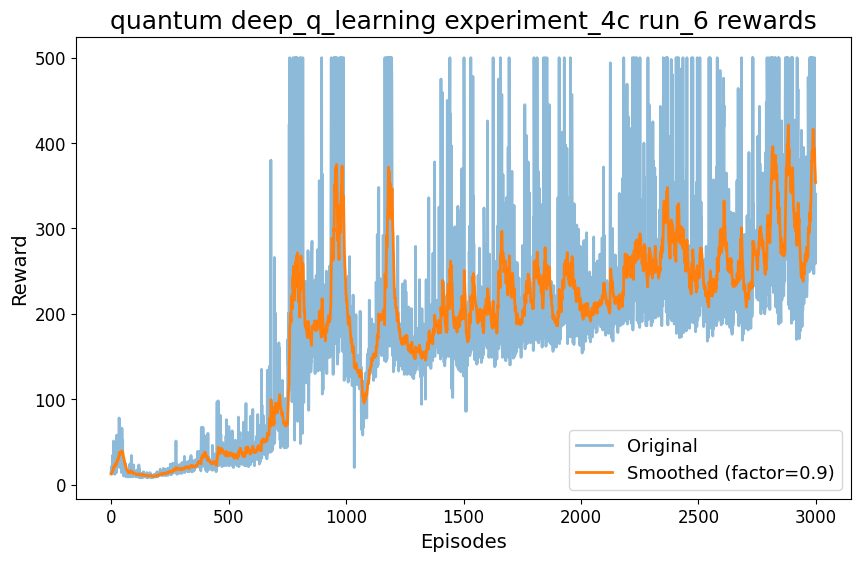 quantum deep_q_learning experiment_4c run_6 rewards
500
400
300
200
100
0
Reward
0
500
1000
1500
2000
2500
3000
Episodes
Original
Smoothed (factor=0.9)